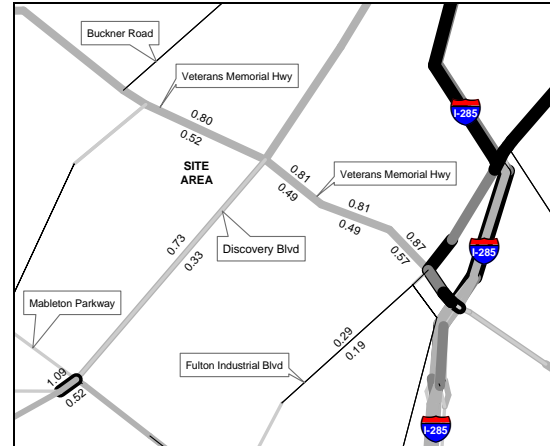 Buckner Road
Veterans Memorial Hwy
I-285
0.80
0.52
SITE
AREA
Veterans Memorial Hwy
0.81
0.49
0.81
0.49
0.87
0.57
I-285
0.73
0.33
Discovery Blvd
Mableton Parkway
0.29
0.19
Fulton Industrial Blvd
1.09
0.52
I-285